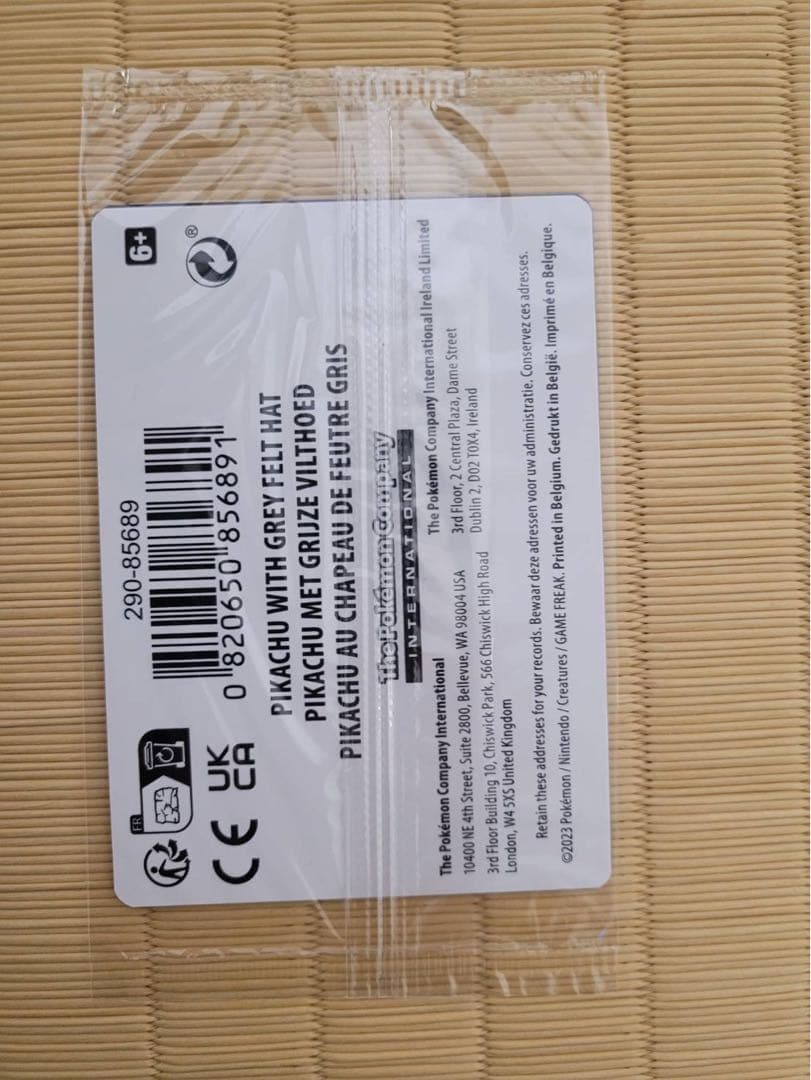 6+
®
290-85689
0 820650 856891
FR
CE
UK
CA
PIKACHU WITH GREY FELT HAT
PIKACHU MET GRIJZE VILTHOED
PIKACHU AU CHAPEAU DE FEUTRE GRIS
The Pokémon Company
INTERNATIONAL
The Pokémon Company International
10400 NE 4th Street, Suite 2800, Bellevue, WA 98004 USA
3rd Floor Building 10, Chiswick Park, 566 Chiswick High Road
London, W4 5XS United Kingdom
The Pokémon Company International Ireland Limited
3rd Floor, 2 Central Plaza, Dame Street
Dublin 2, D02 T0X4, Ireland
Retain these addresses for your records. Bewaar deze adressen voor uw administratie. Conservez ces adresses.
©2023 Pokémon / Nintendo / Creatures / GAME FREAK. Printed in Belgium. Gedrukt in België. Imprimé en Belgique.